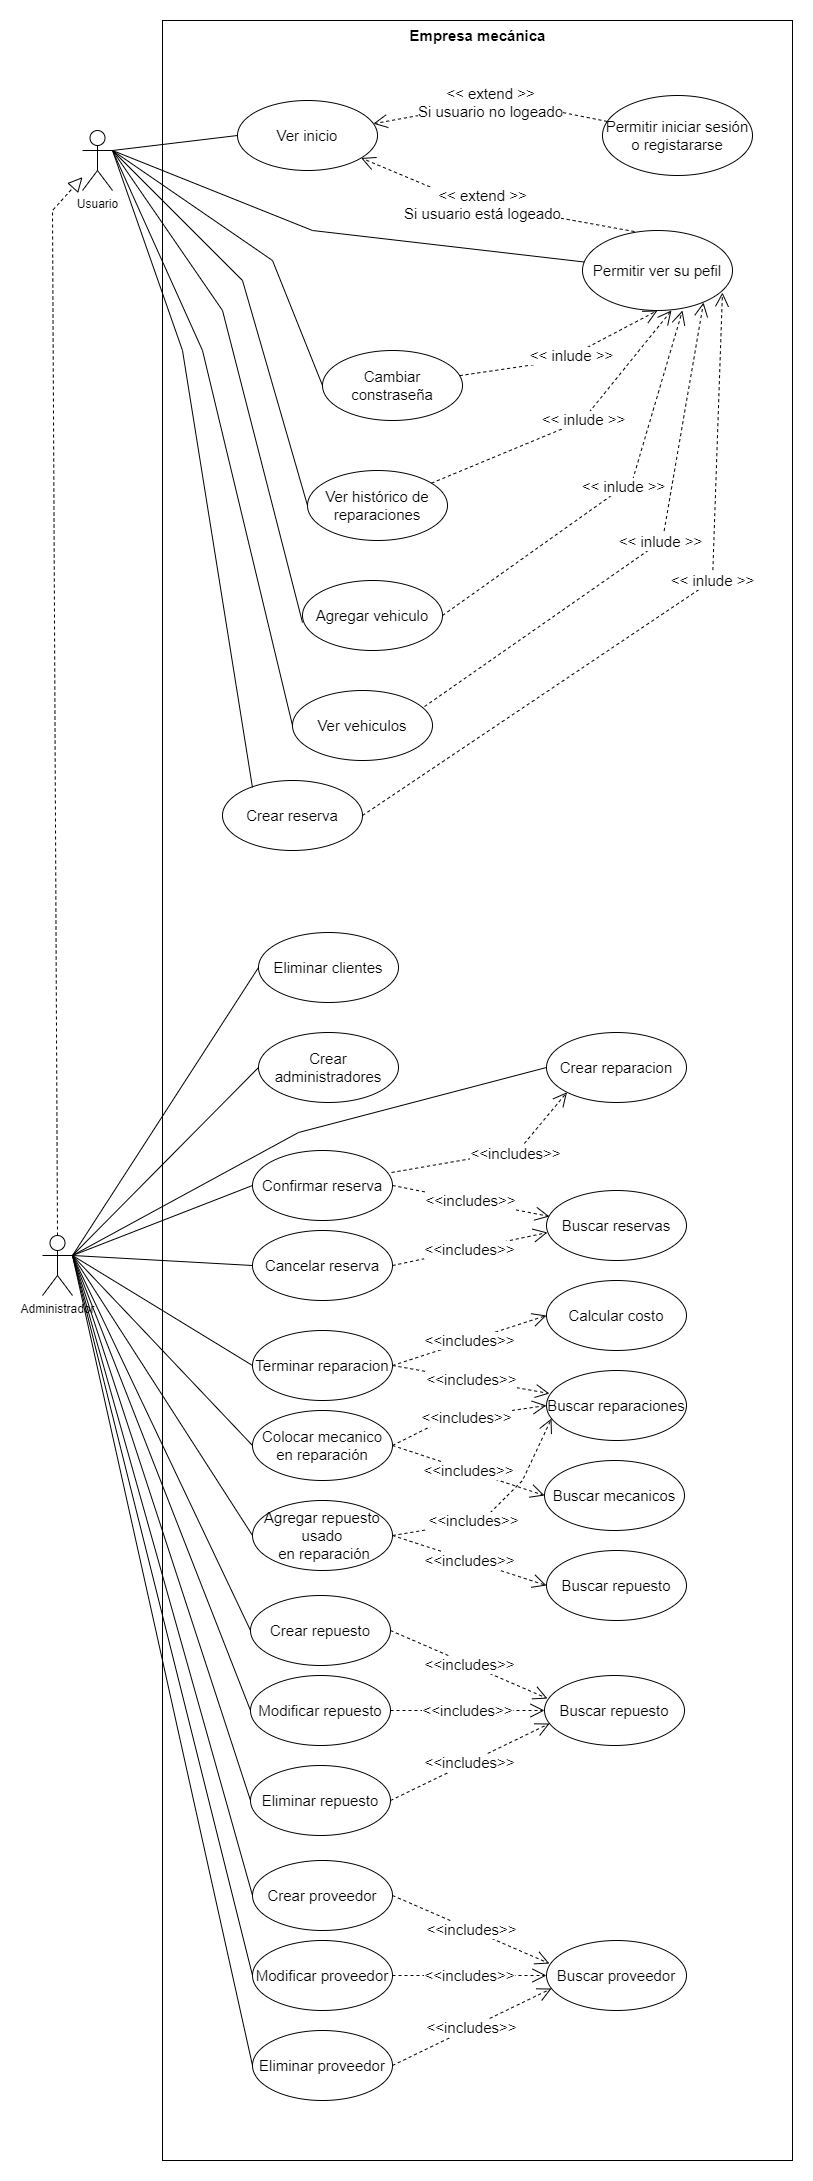 Empresa mecánica
<< extend >>
Si usuario no logeado
Ver inicio
Permitir iniciar sesión
o registararse
Usuario
<< extend >>
Si usuario está logeado
Permitir ver su pefil
<< inlude >>
Cambiar
constraseña
<< inlude >>
Ver histórico de
reparaciones
<< inlude >>
<< inlude >>
<< inlude >>
Agregar vehiculo
Ver vehiculos
Crear reserva
Eliminar clientes
Crear
administradores
Crear reparacion
<<includes>>
Confirmar reserva
<<includes>>
Buscar reservas
<<includes>>
Cancelar reserva
Administrador
Calcular costo
<<includes>>
Terminar reparacion
<<includes>>
Buscar reparaciones
<<includes>>
Colocar mecanico
en reparación
<<includes>>
Buscar mecanicos
Agregar repuesto
usado
en reparación
<<includes>>
<<includes>>
Buscar repuesto
Crear repuesto
<<includes>>
Modificar repuesto
<<includes>>
Buscar repuesto
<<includes>>
Eliminar repuesto
Crear proveedor
<<includes>>
Modificar proveedor
<<includes>>
Buscar proveedor
<<includes>>
Eliminar proveedor